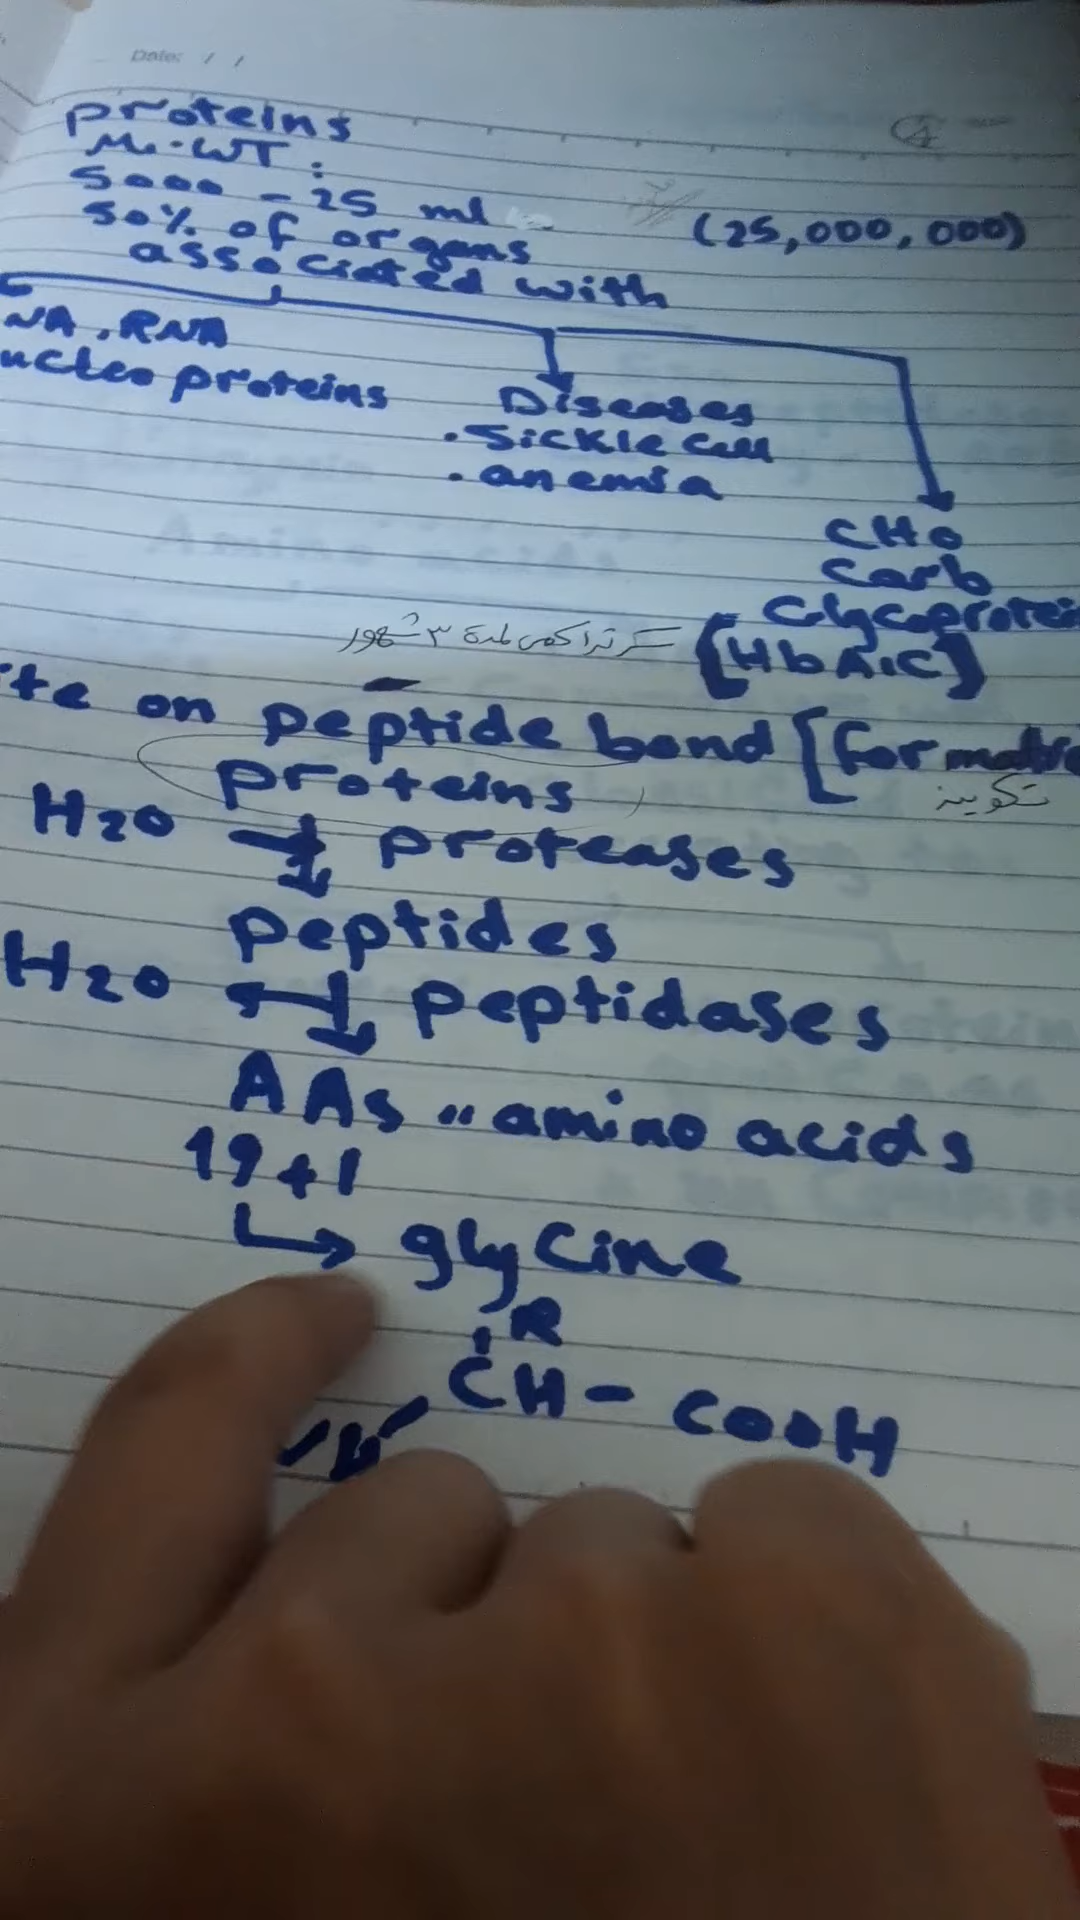 Date: / /
proteins
M.WT:
5000 - 25 ml (25,000,000)
50% of organs
associated with
NA, RNA
ucleo proteins
Diseases
. Sickle Cell
. anemia
CHO
Carb
Glycoprotei
[HbA1C] سكر تراكمى لمدة ٣ شهور
te on peptide bond [formati
تكوين
proteins
H2O proteases
peptides
H2O peptidases
AAs " amino acids
19+1
glycine
R
CH - COOH